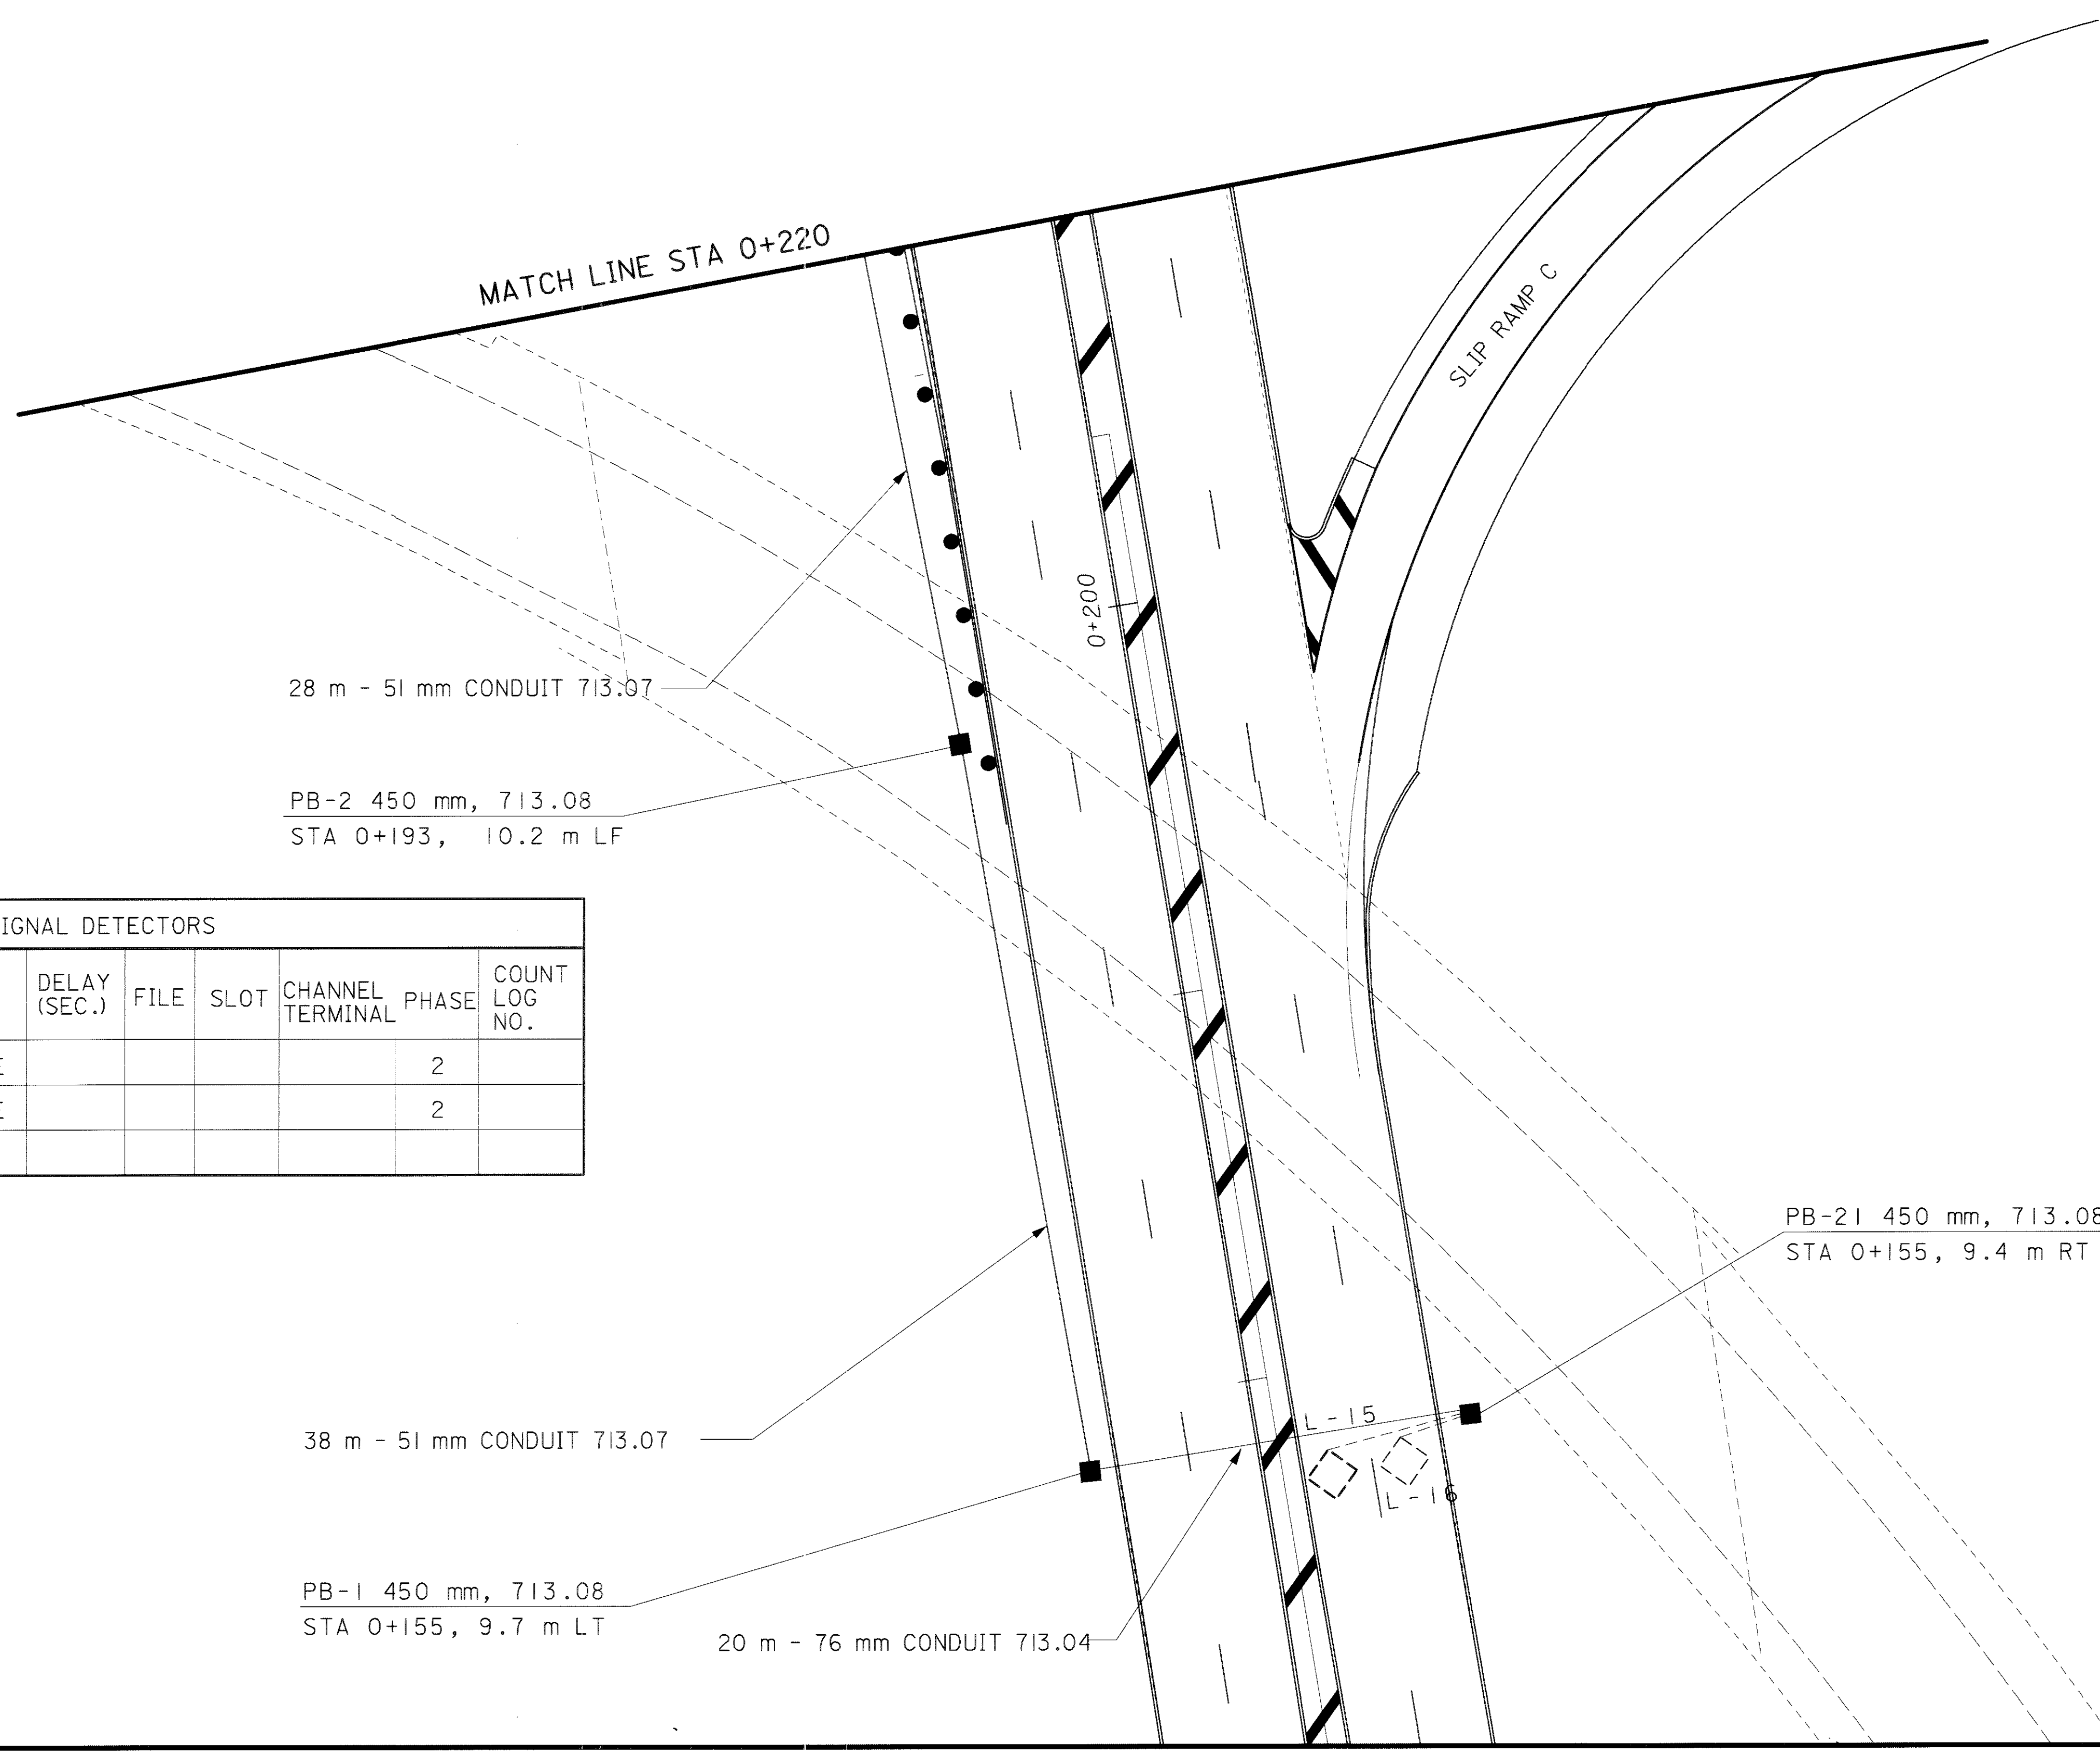 MATCH LINE STA 0+220
SLIP RAMP C
0+200
28 m - 51 mm CONDUIT 713.07
PB-2 450 mm, 713.08
STA 0+193, 10.2 m LF
IGNAL DETECTORS
DELAY (SEC.) FILE SLOT CHANNEL TERMINAL PHASE COUNT LOG NO.
E 2
E 2
PB-21 450 mm, 713.08
STA 0+155, 9.4 m RT
L-15
L-16
38 m - 51 mm CONDUIT 713.07
PB-1 450 mm, 713.08
STA 0+155, 9.7 m LT
20 m - 76 mm CONDUIT 713.04